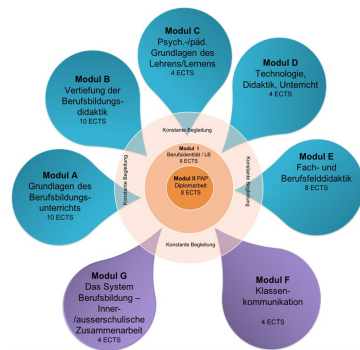 Modul C
Psych.-/päd.
Grundlagen des
Lehrens/Lernens
4 ECTS
Modul B
Vertiefung der
Berufsbildungs-
didaktik
10 ECTS
Modul D
Technologie,
Didaktik, Unterricht
4 ECTS
Modul A
Grundlagen des
Berufsbildungs-
unterrichts
10 ECTS
Modul E
Fach- und
Berufsfelddidaktik
8 ECTS
Konstante Begleitung
Konstante Begleitung
Konstante Begleitung
Konstante Begleitung
Modul I
Berufsidentität / LB
8 ECTS
Modul II PAP
Diplomarbeit
8 ECTS
Modul G
Das System
Berufsbildung –
Inner-
/ausserschulische
Zusammenarbeit
4 ECTS
Modul F
Klassen-
kommunikation
4 ECTS